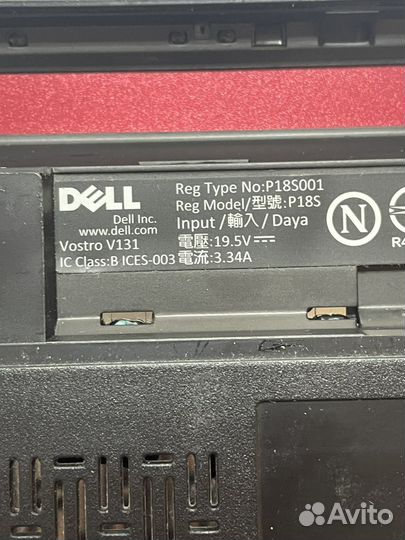 DELL
Dell Inc.
www.dell.com
Vostro V131
IC Class:B ICES-003
Reg Type No:P18S001
Reg Model/型號:P18S
Input /輸入/ Daya
電壓:19.5V
電流:3.34A
N
R4
Avito